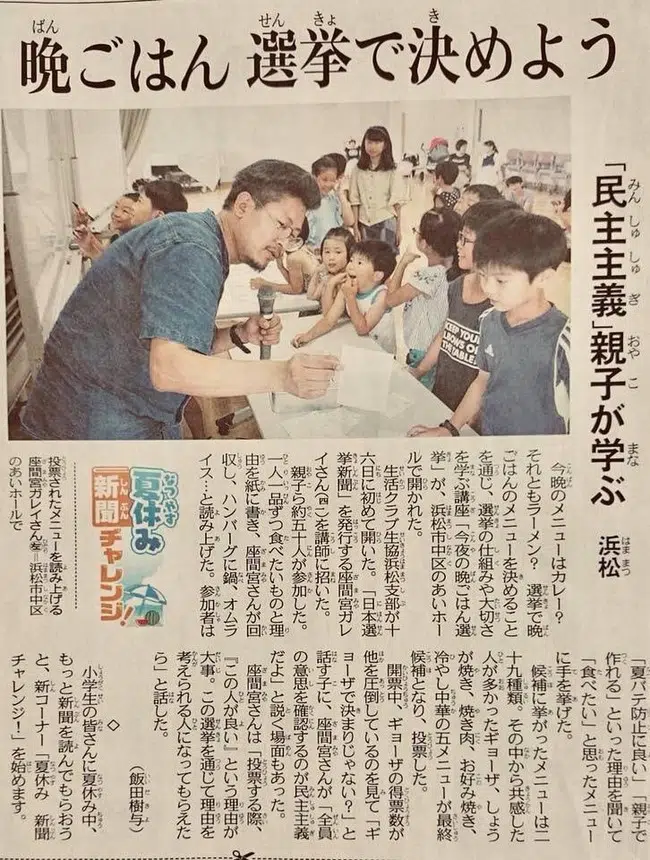 晩ごはん 選挙で決めよう
「民主主義」親子が学ぶ
浜松
KEEP YOUR
ELBOWS ON
THE TABLE!
今晩のメニューはカレー？
それともラーメン？　選挙で晩
ごはんのメニューを決めること
を通じ、選挙の仕組みや大切さ
を学ぶ講座「今夜の晩ごはん選
挙」が、浜松市中区のあいホー
ルで開かれた。
生活クラブ生協浜松支部が十
六日に初めて開いた。「日本選
挙新聞」を発行する座間宮ガレ
イさん を講師に招いた。
親子ら約五十人が参加した。
一人一品ずつ食べたいものと理
由を紙に書き、座間宮さんが回
収し、ハンバーグに鍋、オムラ
イス…と読み上げた。参加者は
なつやす
夏休み
しんぶん
新聞
チャレンジ！
投票されたメニューを読み上げる
座間宮ガレイさん㊧＝浜松市中区
のあいホールで
「夏バテ防止に良い」「親子で
作れる」といった理由を聞いて
「食べたい」と思ったメニュー
に手を挙げた。
候補に挙がったメニューは二
十九種類。その中から共感した
人が多かったギョーザ、しょう
が焼き、焼き肉、お好み焼き、
冷やし中華の五メニューが最終
候補となり、投票した。
開票中、ギョーザの得票数が
他を圧倒しているのを見て「ギ
ョーザで決まりじゃない？」と
話す子に、座間宮さんが「全員
の意思を確認するのが民主主義
だよ」と説く場面もあった。
座間宮さんは「投票する際、
『この人が良い』という理由が
大事。この選挙を通じて理由を
考えられる人になってもらえた
ら」と話した。
（飯田樹与）
◇
小学生の皆さんに夏休み中、
もっと新聞を読んでもらおう
と、新コーナー「夏休み　新聞
チャレンジ！」を始めます。